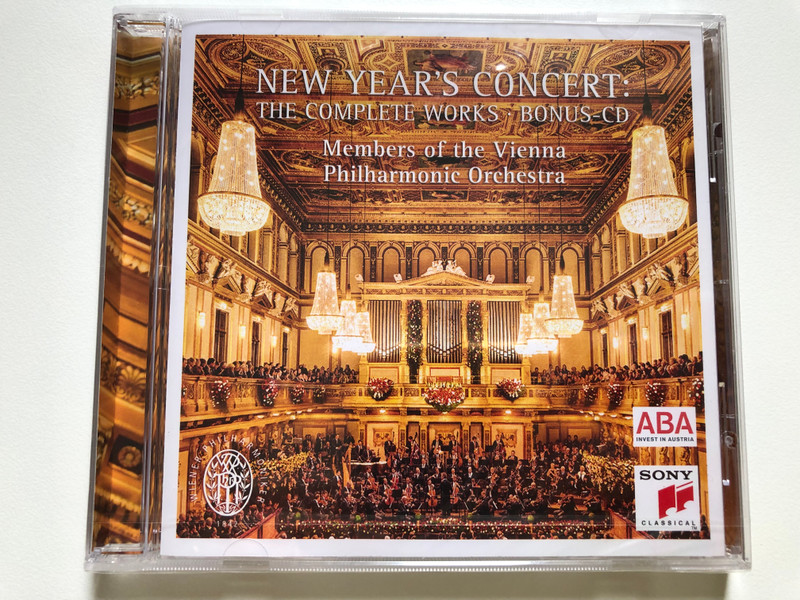 NEW YEAR'S CONCERT:
THE COMPLETE WORKS · BONUS-CD
Members of the Vienna
Philharmonic Orchestra
ABA
INVEST IN AUSTRIA
SONY
CLASSICAL™